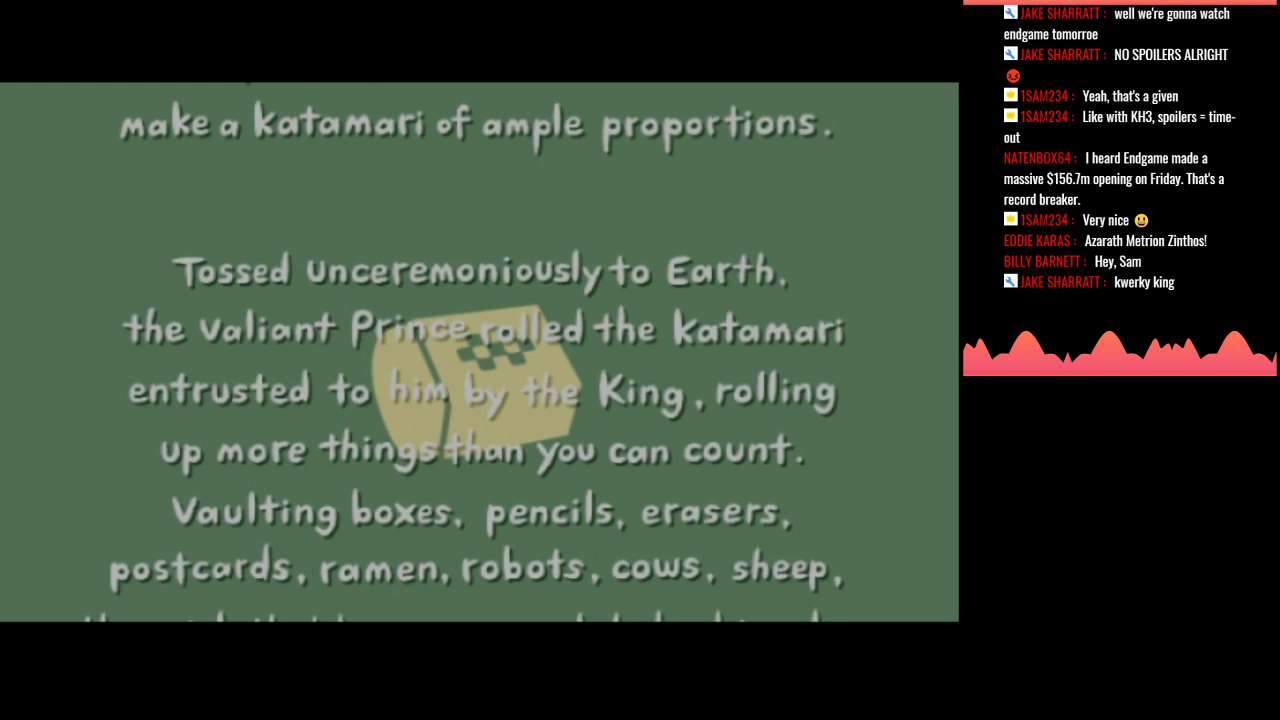 make a katamari of ample proportions.
Tossed unceremoniously to Earth,
the valiant Prince rolled the katamari
entrusted to him by the King, rolling
up more things than you can count.
Vaulting boxes, pencils, erasers,
postcards, ramen, robots, cows, sheep,
JAKE SHARRATT : well we're gonna watch
endgame tomorroe
JAKE SHARRATT : NO SPOILERS ALRIGHT
1SAM234 : Yeah, that's a given
1SAM234 : Like with KH3, spoilers = time-
out
NATENBOX64 : I heard Endgame made a
massive $156.7m opening on Friday. That's a
record breaker.
1SAM234 : Very nice
EDDIE KARAS : Azarath Metrion Zinthos!
BILLY BARNETT : Hey, Sam
JAKE SHARRATT : kwerky king